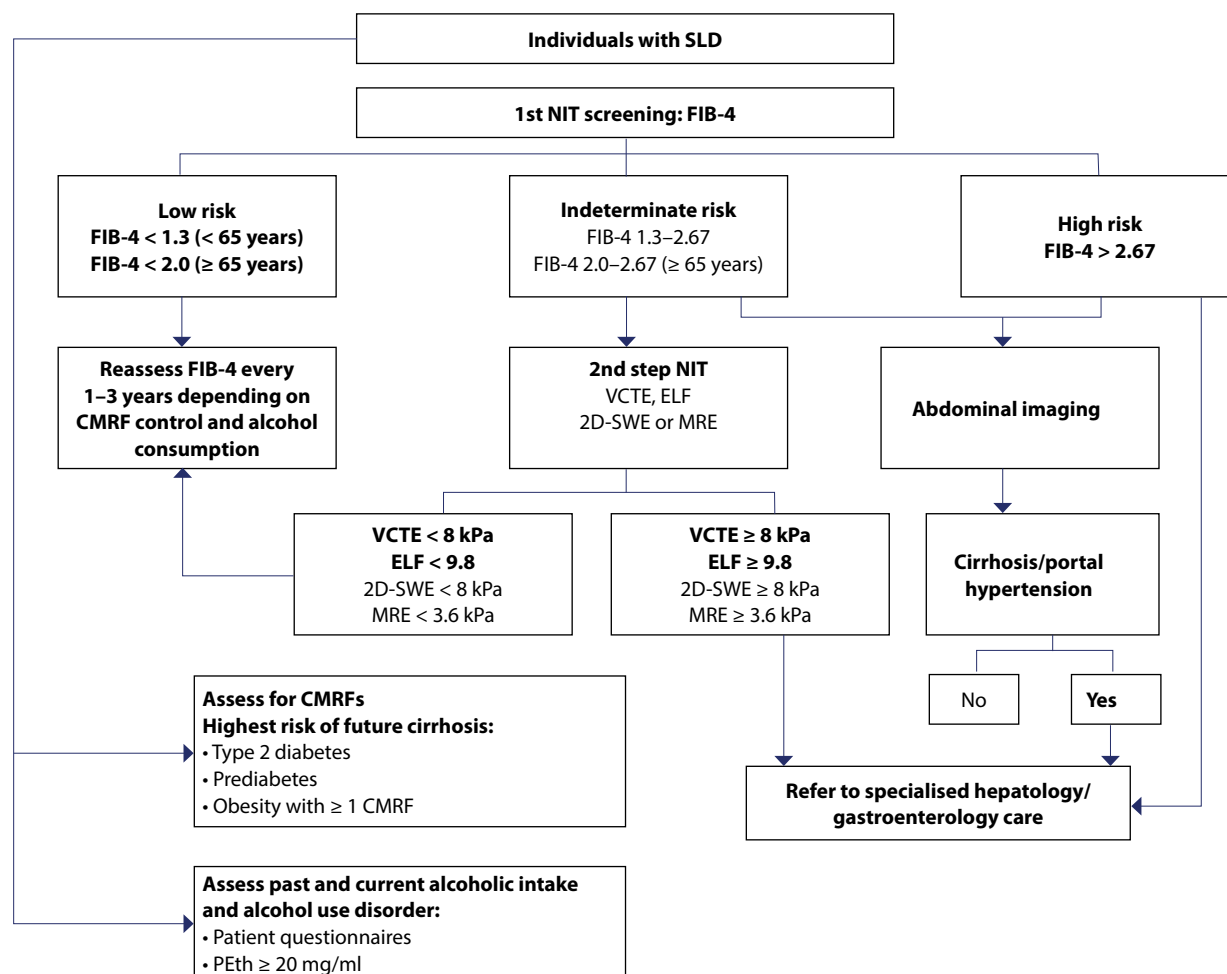 Individuals with SLD
1st NIT screening: FIB-4
Low risk
FIB-4 < 1.3 (< 65 years)
FIB-4 < 2.0 (≥ 65 years)
Indeterminate risk
FIB-4 1.3–2.67
FIB-4 2.0–2.67 (≥ 65 years)
High risk
FIB-4 > 2.67
Reassess FIB-4 every
1–3 years depending on
CMRF control and alcohol
consumption
2nd step NIT
VCTE, ELF
2D-SWE or MRE
Abdominal imaging
VCTE < 8 kPa
ELF < 9.8
2D-SWE < 8 kPa
MRE < 3.6 kPa
VCTE ≥ 8 kPa
ELF ≥ 9.8
2D-SWE ≥ 8 kPa
MRE ≥ 3.6 kPa
Cirrhosis/portal
hypertension
No
Yes
Assess for CMRFs
Highest risk of future cirrhosis:
• Type 2 diabetes
• Prediabetes
• Obesity with ≥ 1 CMRF
Refer to specialised hepatology/
gastroenterology care
Assess past and current alcoholic intake
and alcohol use disorder:
• Patient questionnaires
• PEth ≥ 20 mg/ml